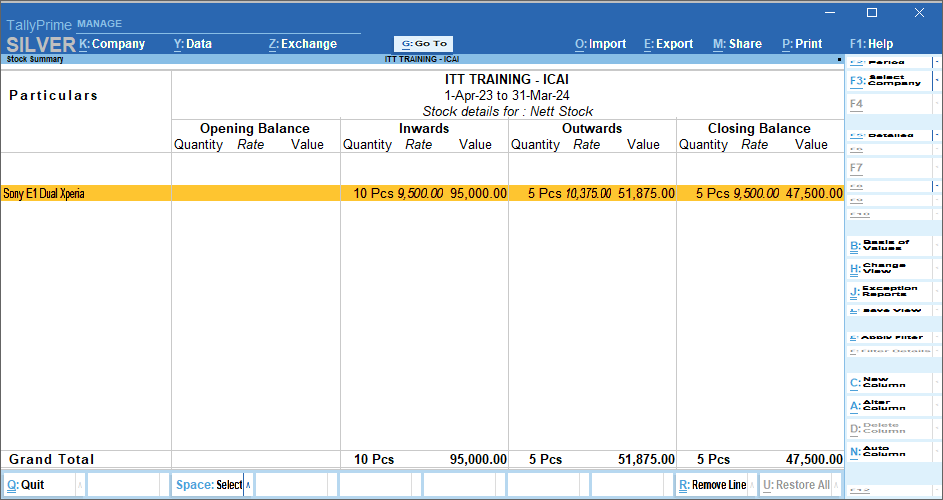 TallyPrime MANAGE
SILVER K: Company Y: Data Z: Exchange G: Go To O: Import E: Export M: Share P: Print F1: Help
Stock Summary ITT TRAINING - ICAI
F2: Period
ITT TRAINING - ICAI
F3: Select Company
Particulars
1-Apr-23 to 31-Mar-24
F4
Stock details for : Nett Stock
Opening Balance Inwards Outwards Closing Balance
F5: Detailed
Quantity Rate Value Quantity Rate Value Quantity Rate Value Quantity Rate Value
F6
F7
Sony E1 Dual Xperia 10 Pcs 9,500.00 95,000.00 5 Pcs 10,375.00 51,875.00 5 Pcs 9,500.00 47,500.00
F8
F9
F10
B: Basis of Values
H: Change View
J: Exception Reports
L: Save View
Apply Filter
Filter Details
C: New Column
A: Alter Column
D: Delete Column
N: Auto Column
Grand Total 10 Pcs 95,000.00 5 Pcs 51,875.00 5 Pcs 47,500.00
Q: Quit Space: Select R: Remove Line U: Restore All
F12